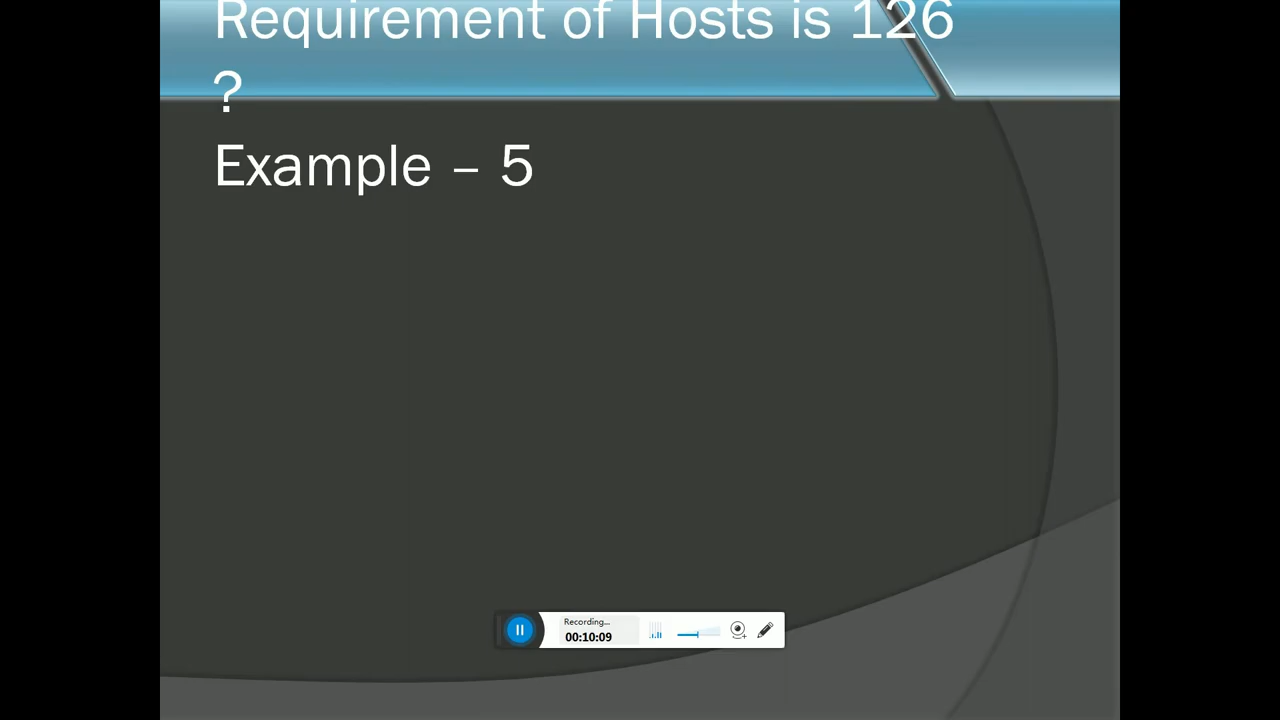 Requirement of Hosts is 126
?
Example – 5
Recording...
00:10:09